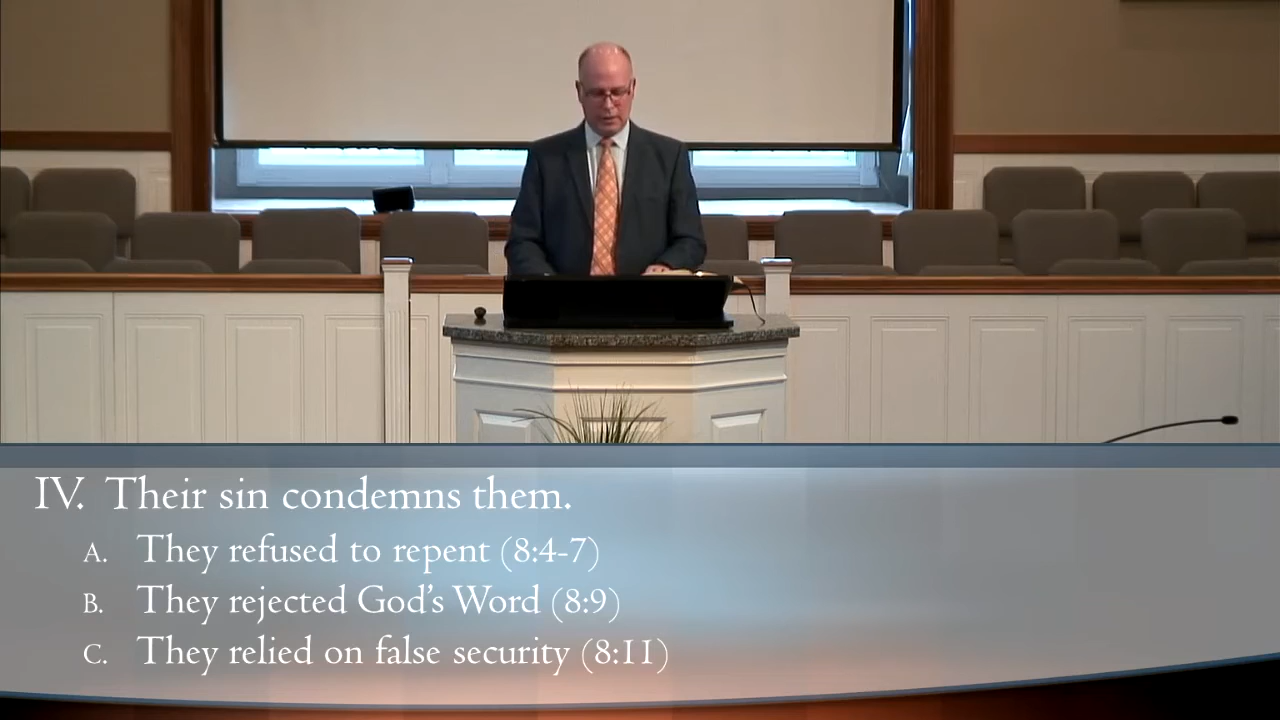 IV. Their sin condemns them.
A. They refused to repent (8:4-7)
B. They rejected God's Word (8:9)
C. They relied on false security (8:11)